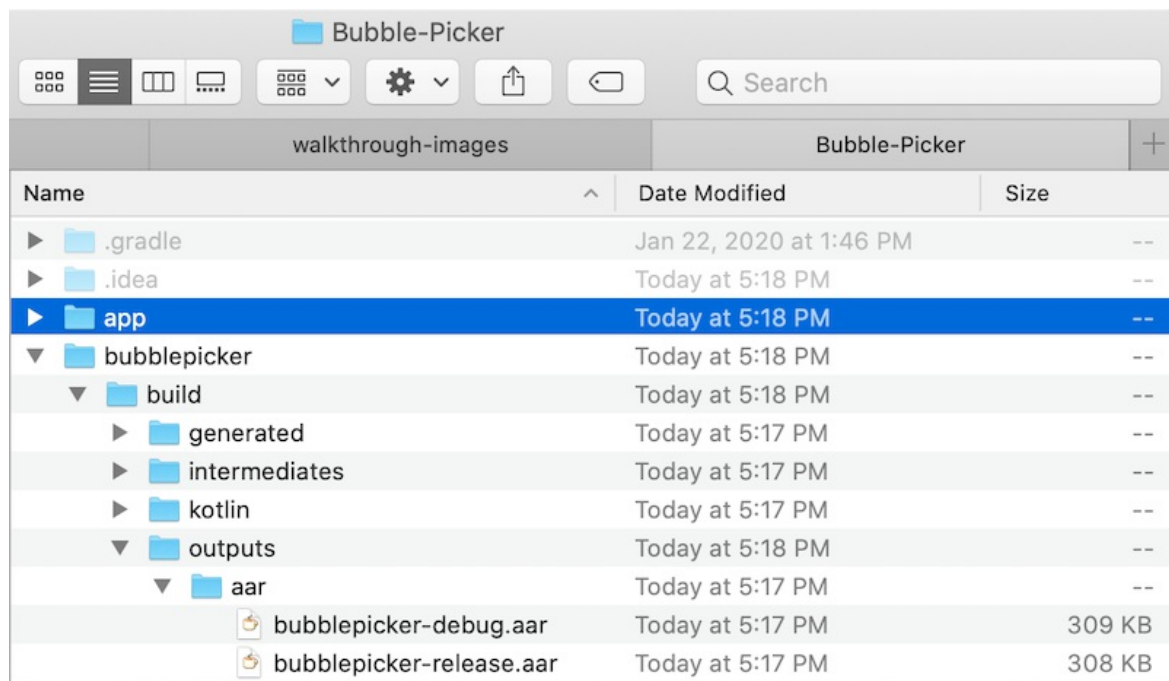 Bubble-Picker
Search
walkthrough-images Bubble-Picker
Name Date Modified Size
.gradle Jan 22, 2020 at 1:46 PM --
.idea Today at 5:18 PM --
app Today at 5:18 PM --
bubblepicker Today at 5:18 PM --
build Today at 5:18 PM --
generated Today at 5:17 PM --
intermediates Today at 5:17 PM --
kotlin Today at 5:17 PM --
outputs Today at 5:18 PM --
aar Today at 5:17 PM --
bubblepicker-debug.aar Today at 5:17 PM 309 KB
bubblepicker-release.aar Today at 5:17 PM 308 KB